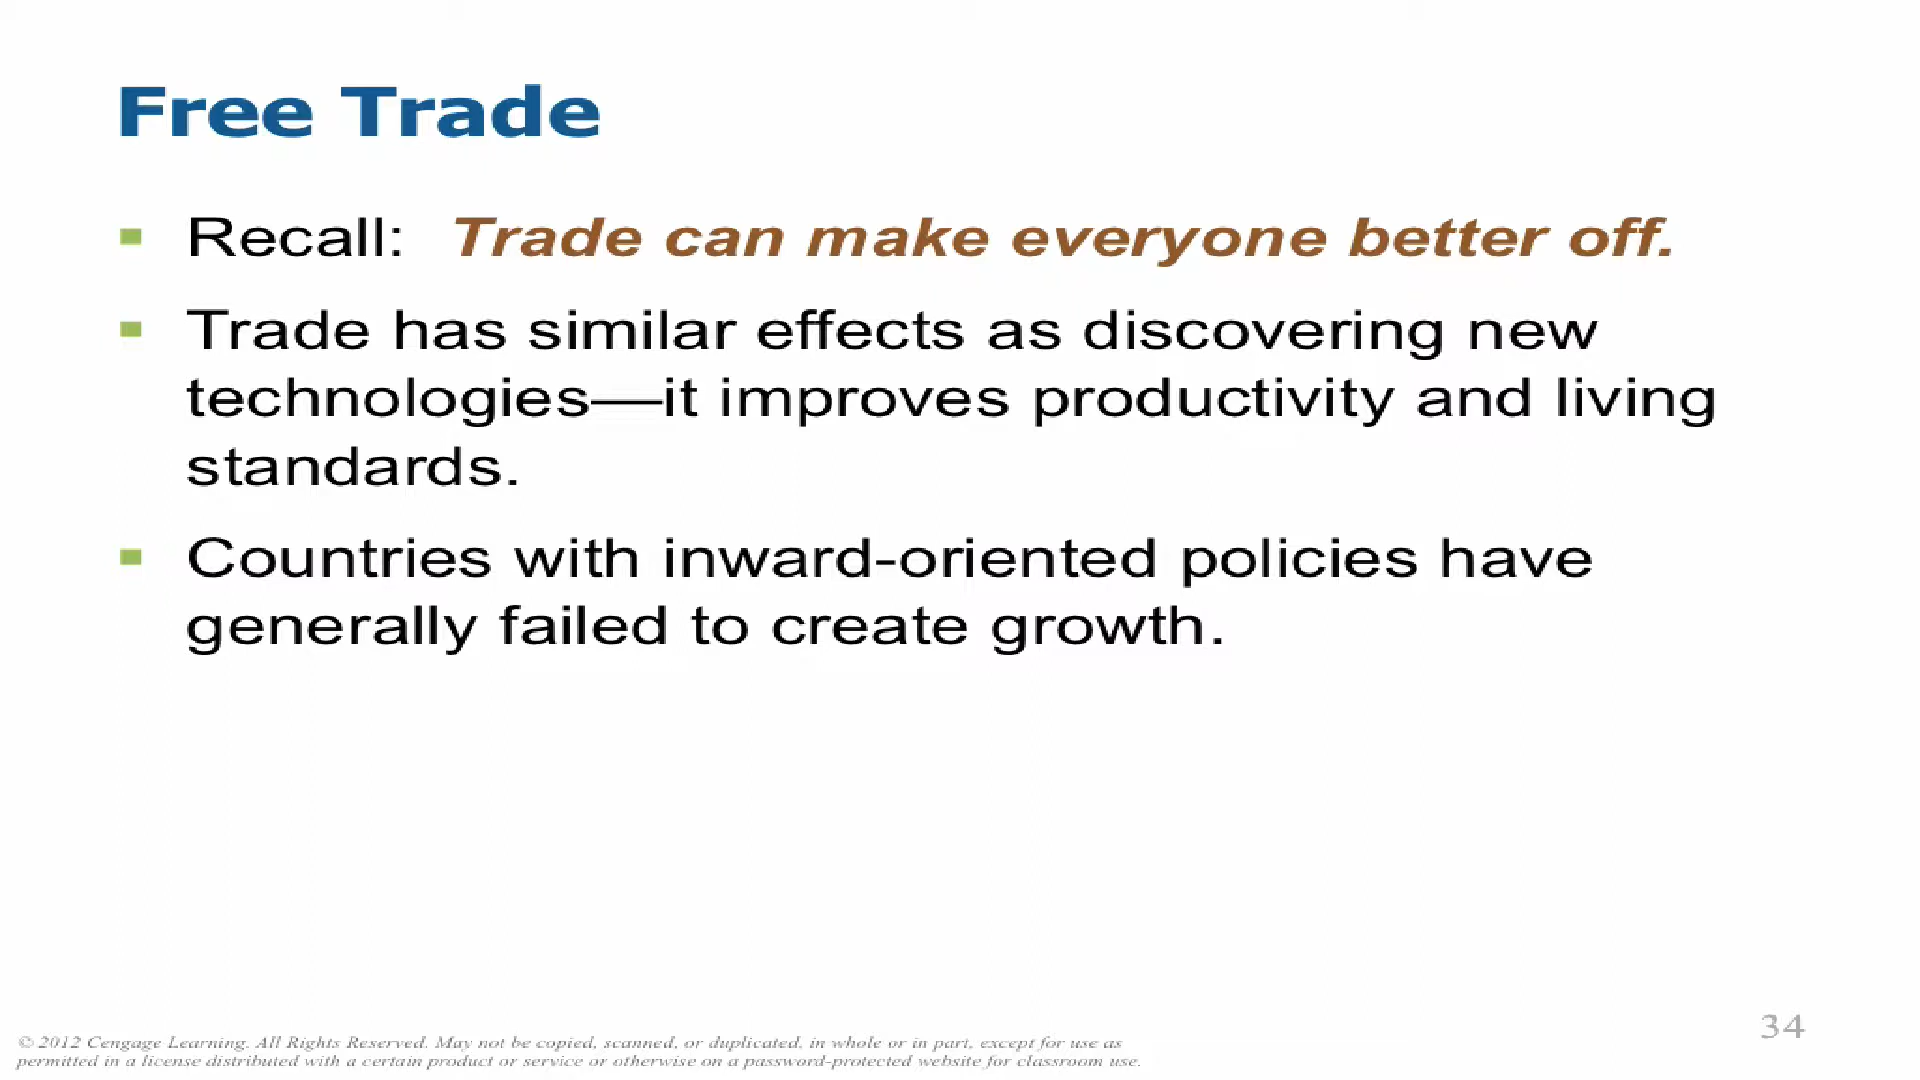 Free Trade
▪ Recall: Trade can make everyone better off.
▪ Trade has similar effects as discovering new
technologies—it improves productivity and living
standards.
▪ Countries with inward-oriented policies have
generally failed to create growth.
34
© 2012 Cengage Learning. All Rights Reserved. May not be copied, scanned, or duplicated, in whole or in part, except for use as
permitted in a license distributed with a certain product or service or otherwise on a password-protected website for classroom use.